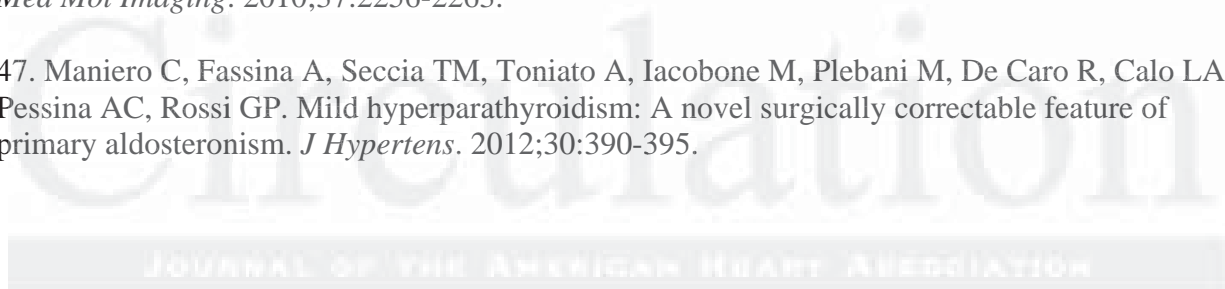 Med Mol Imaging. 2010;37:2256-2263.
47. Maniero C, Fassina A, Seccia TM, Toniato A, Iacobone M, Plebani M, De Caro R, Calo LA
Pessina AC, Rossi GP. Mild hyperparathyroidism: A novel surgically correctable feature of
primary aldosteronism. J Hypertens. 2012;30:390-395.
Circulation
JOURNAL OF THE AMERICAN HEART ASSOCIATION